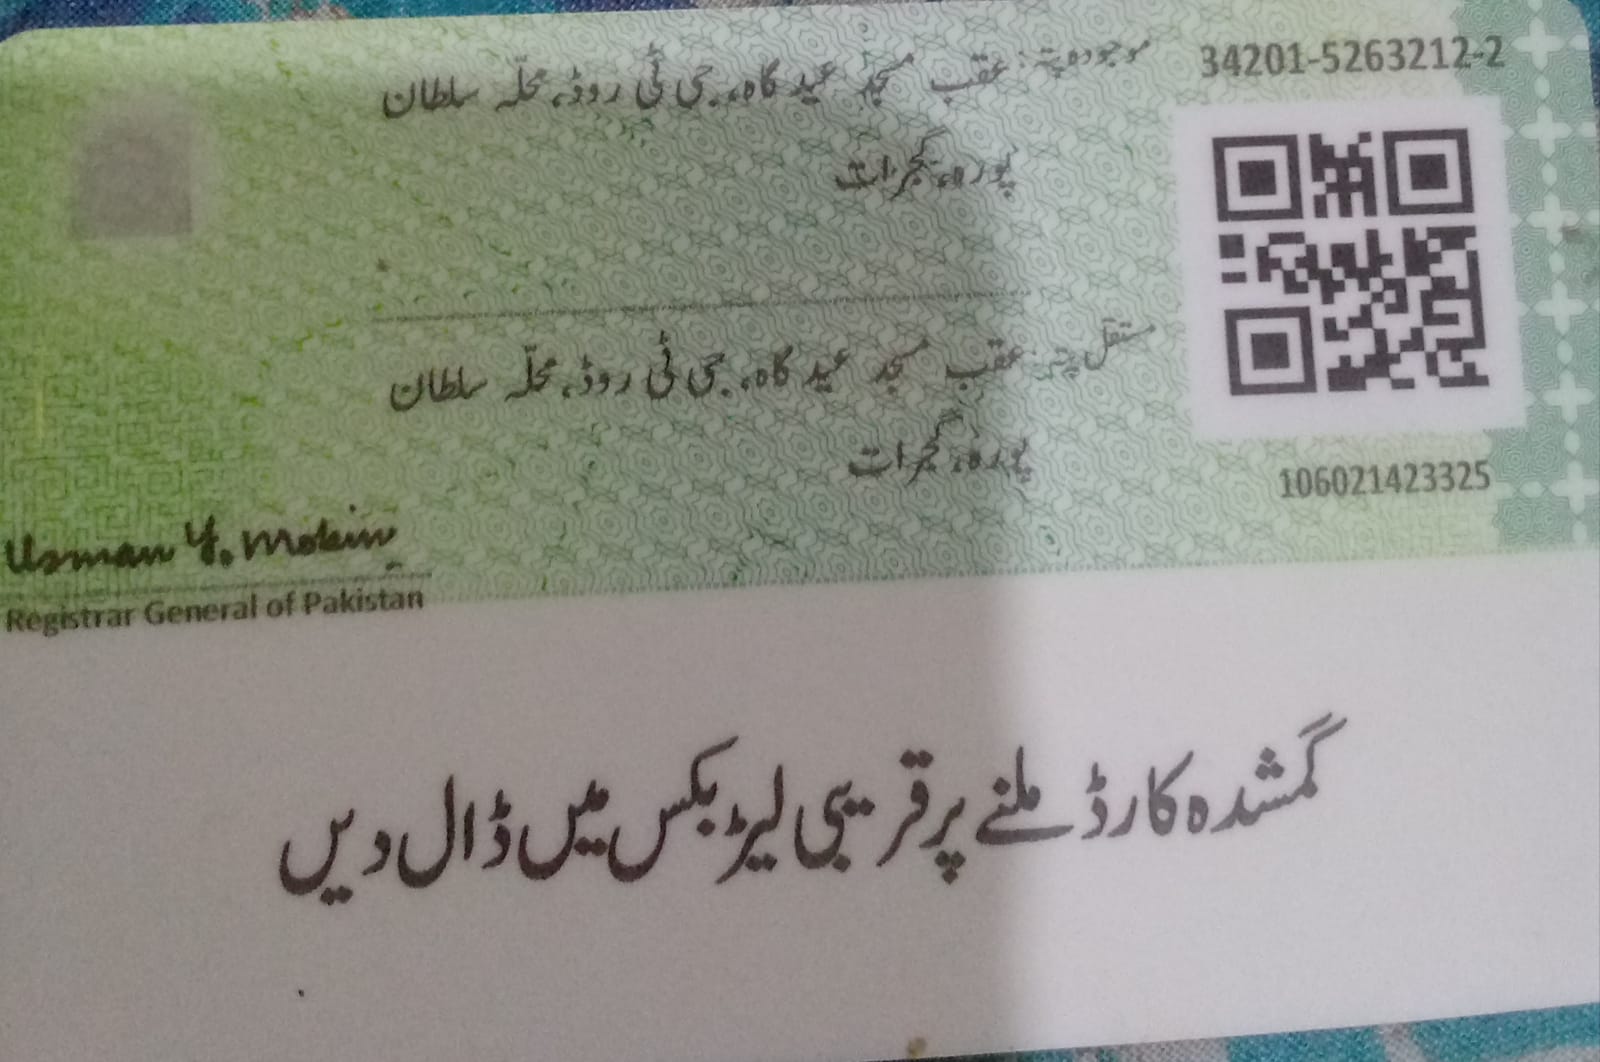 34201-5263212-2
موجودہ پتہ: عقب مسجد عید گاہ، جی ٹی روڈ، محلّہ سلطان
پورہ، گجرات
مستقل پتہ: عقب مسجد عید گاہ، جی ٹی روڈ، محلّہ سلطان
پورہ، گجرات
106021423325
Usman Y. Mobin
Registrar General of Pakistan
گمشدہ کارڈ ملنے پر قریبی لیٹر بکس میں ڈال دیں